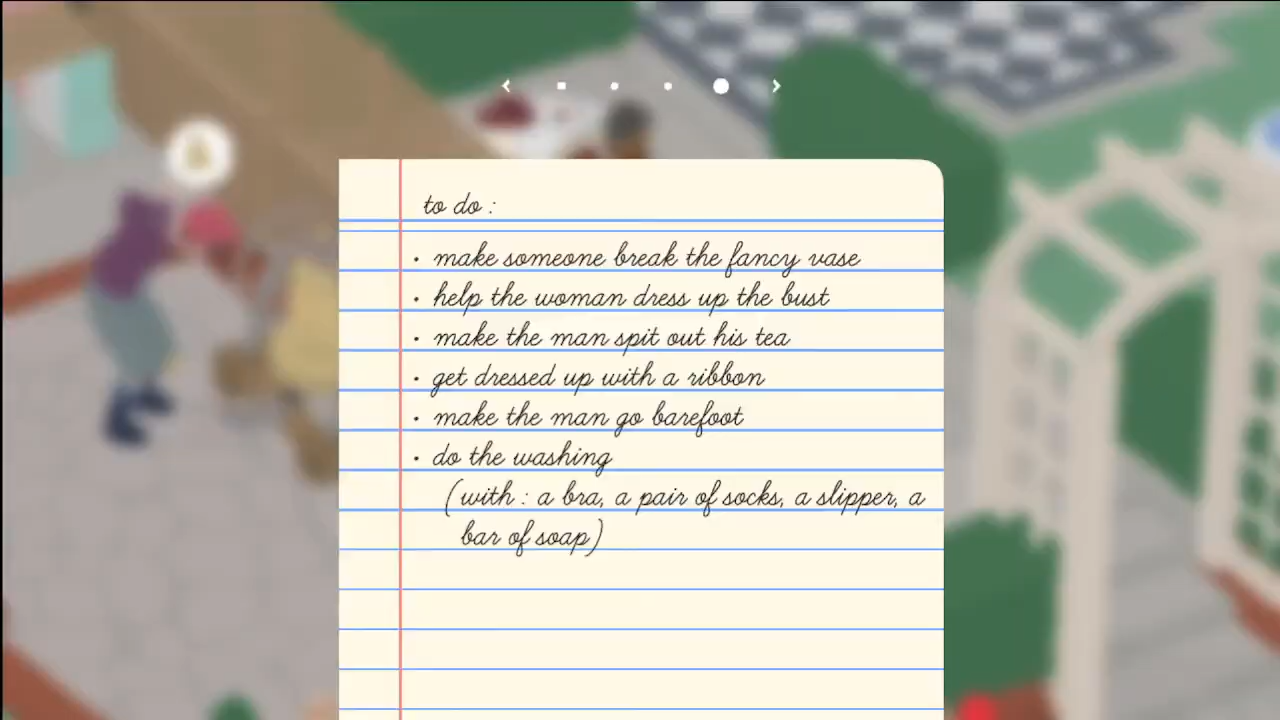 to do :
• make someone break the fancy vase
• help the woman dress up the bust
• make the man spit out his tea
• get dressed up with a ribbon
• make the man go barefoot
• do the washing
(with : a bra, a pair of socks, a slipper, a
bar of soap)